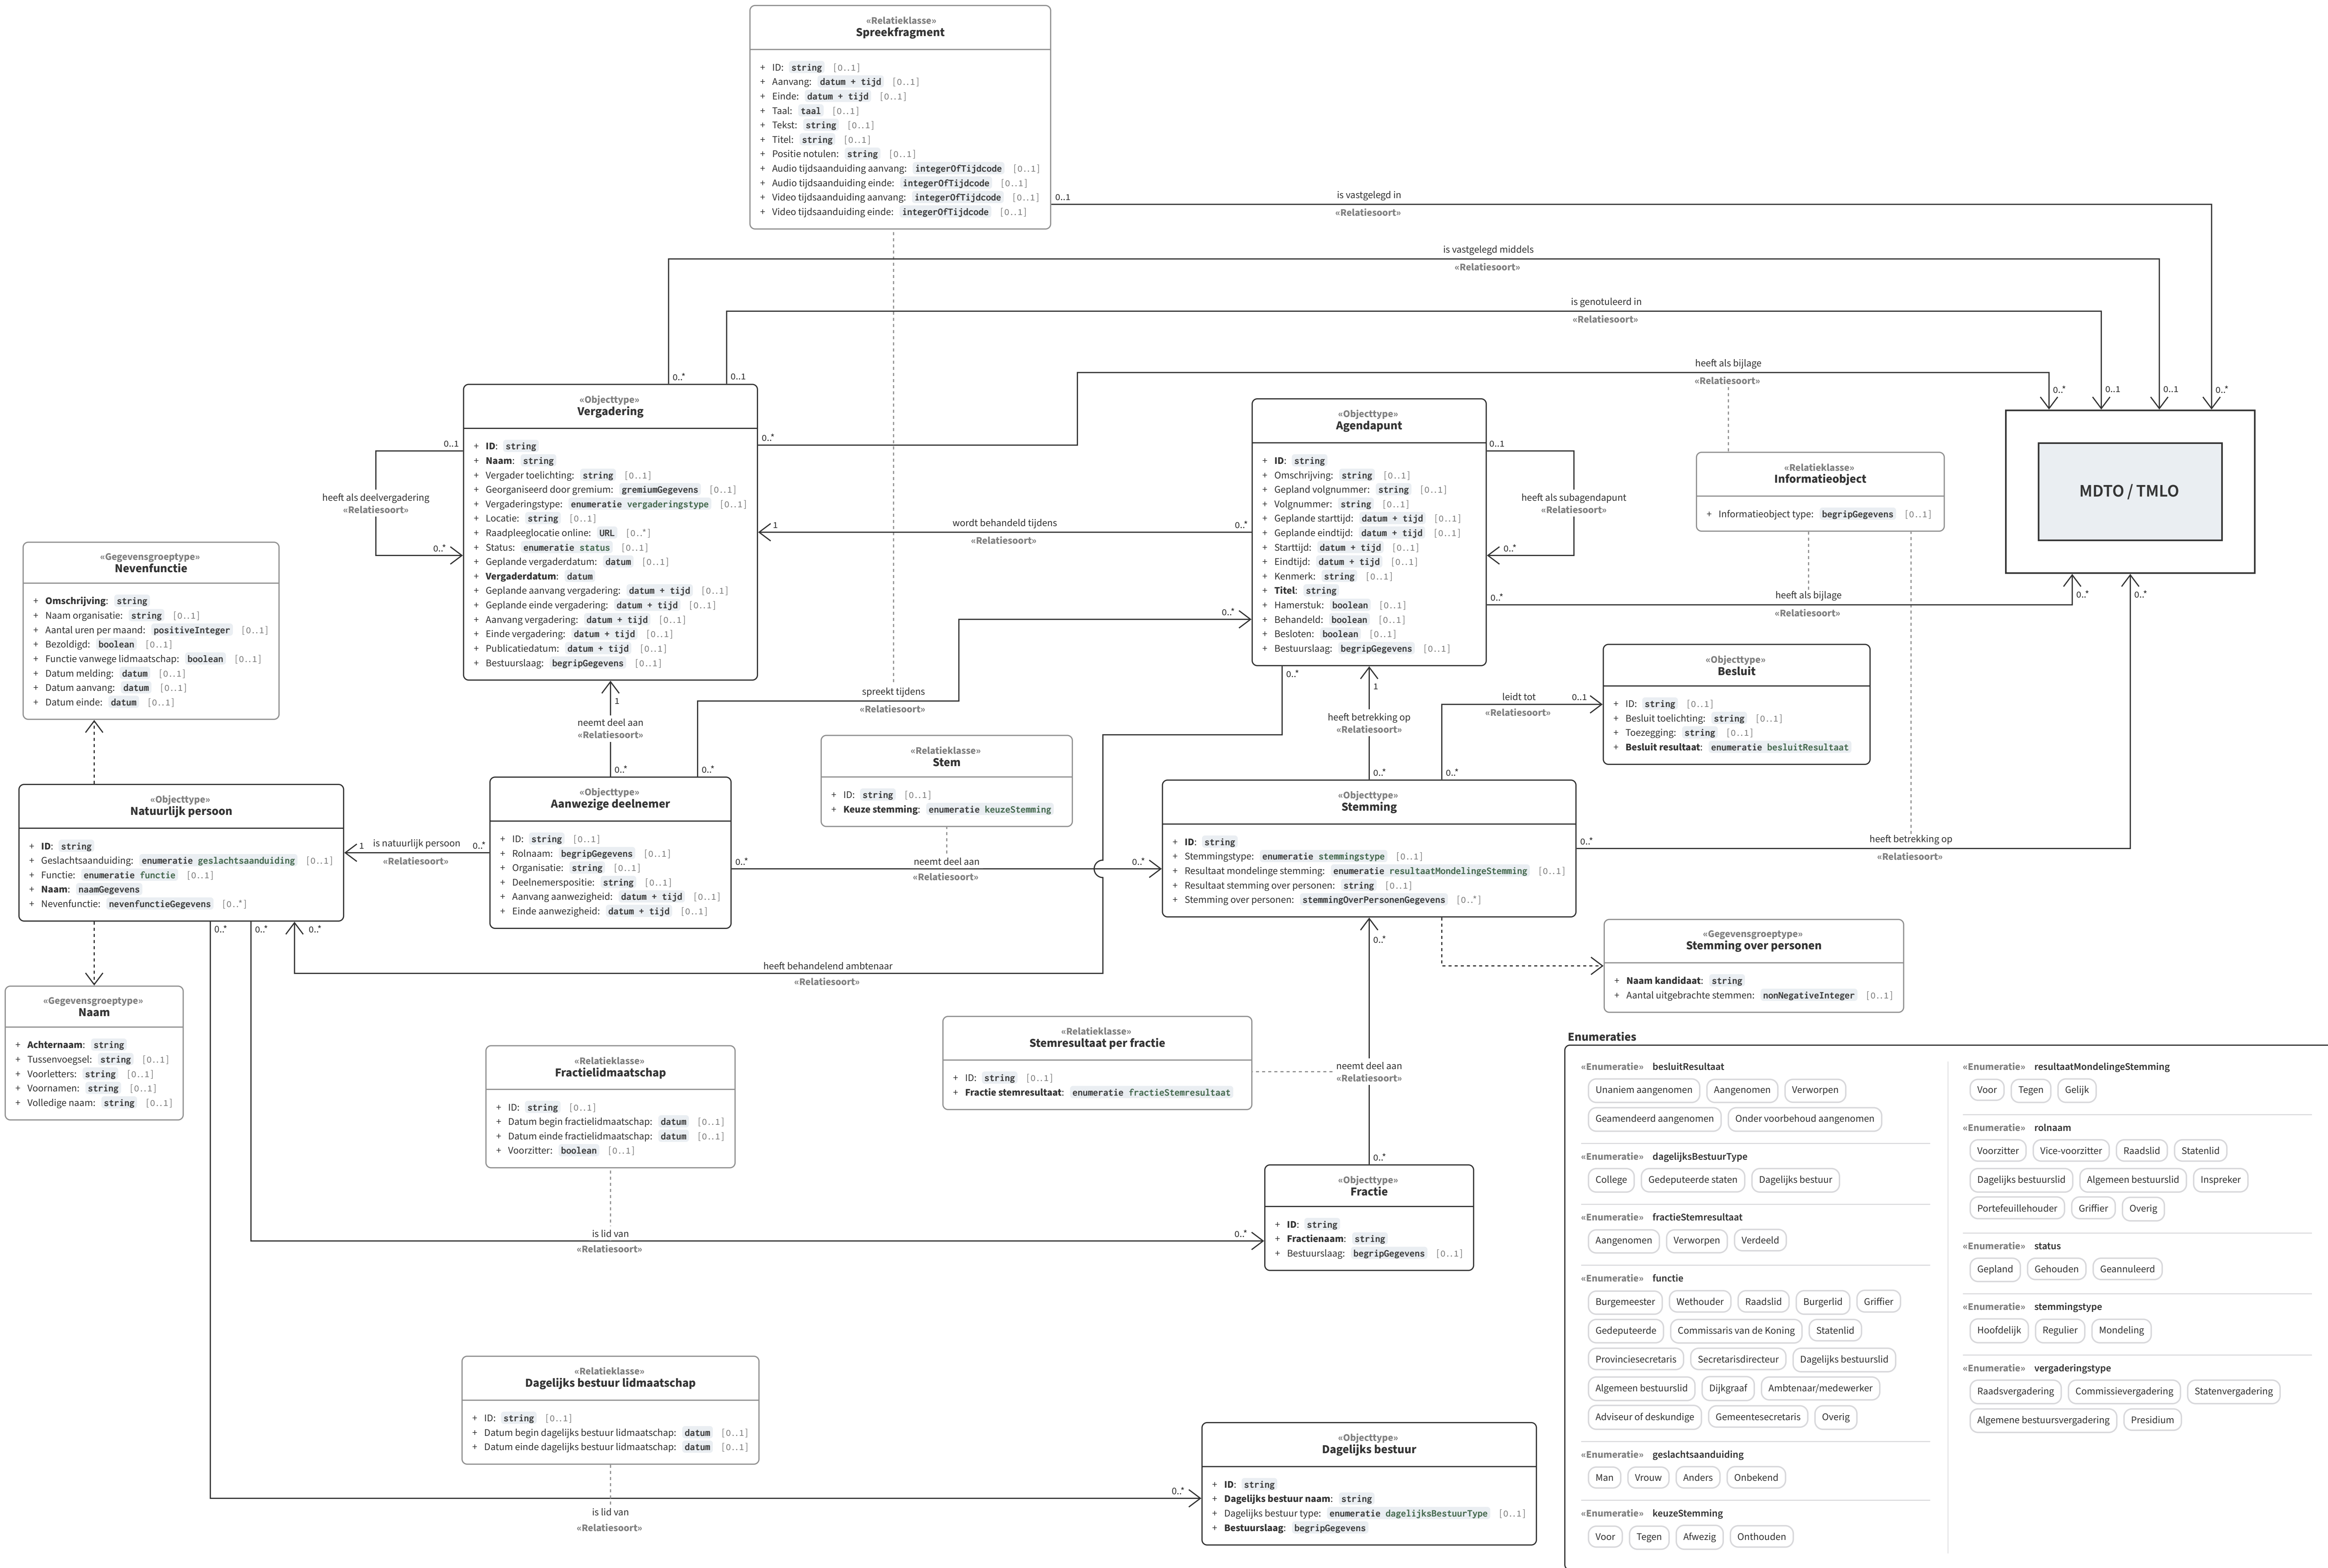 «Relatieklasse»
Spreekfragment
+ ID: string [0..1]
+ Aanvang: datum + tijd [0..1]
+ Einde: datum + tijd [0..1]
+ Taal: taal [0..1]
+ Tekst: string [0..1]
+ Titel: string [0..1]
+ Positie notulen: string [0..1]
+ Audio tijdsaanduiding aanvang: integerOfTijdcode [0..1]
+ Audio tijdsaanduiding einde: integerOfTijdcode [0..1]
+ Video tijdsaanduiding aanvang: integerOfTijdcode [0..1]
+ Video tijdsaanduiding einde: integerOfTijdcode [0..1]
0..1
is vastgelegd in
«Relatiesoort»
is vastgelegd middels
«Relatiesoort»
is genotuleerd in
«Relatiesoort»
heeft als bijlage
«Relatiesoort»
0..*
0..1
0..*
0..1
0..1
0..*
«Objecttype»
Vergadering
+ ID: string
+ Naam: string
+ Vergader toelichting: string [0..1]
+ Georganiseerd door gremium: gremiumGegevens [0..1]
+ Vergaderingstype: enumeratie vergaderingstype [0..1]
+ Locatie: string [0..1]
+ Raadpleeglocatie online: URL [0..*]
+ Status: enumeratie status [0..1]
+ Geplande vergaderdatum: datum [0..1]
+ Vergaderdatum: datum
+ Geplande aanvang vergadering: datum + tijd [0..1]
+ Geplande einde vergadering: datum + tijd [0..1]
+ Aanvang vergadering: datum + tijd [0..1]
+ Einde vergadering: datum + tijd [0..1]
+ Publicatiedatum: datum + tijd [0..1]
+ Bestuurslaag: begripGegevens [0..1]
0..1
heeft als deelvergadering
«Relatiesoort»
0..*
0..*
1
wordt behandeld tijdens
«Relatiesoort»
0..*
«Objecttype»
Agendapunt
+ ID: string
+ Omschrijving: string [0..1]
+ Gepland volgnummer: string [0..1]
+ Volgnummer: string [0..1]
+ Geplande starttijd: datum + tijd [0..1]
+ Geplande eindtijd: datum + tijd [0..1]
+ Starttijd: datum + tijd [0..1]
+ Eindtijd: datum + tijd [0..1]
+ Kenmerk: string [0..1]
+ Titel: string
+ Hamerstuk: boolean [0..1]
+ Behandeld: boolean [0..1]
+ Besloten: boolean [0..1]
+ Bestuurslaag: begripGegevens [0..1]
0..1
heeft als subagendapunt
«Relatiesoort»
0..*
0..*
heeft als bijlage
«Relatiesoort»
0..*
0..*
«Relatieklasse»
Informatieobject
+ Informatieobject type: begripGegevens [0..1]
MDTO / TMLO
«Gegevensgroeptype»
Nevenfunctie
+ Omschrijving: string
+ Naam organisatie: string [0..1]
+ Aantal uren per maand: positiveInteger [0..1]
+ Bezoldigd: boolean [0..1]
+ Functie vanwege lidmaatschap: boolean [0..1]
+ Datum melding: datum [0..1]
+ Datum aanvang: datum [0..1]
+ Datum einde: datum [0..1]
1
neemt deel aan
«Relatiesoort»
0..*
0..*
spreekt tijdens
«Relatiesoort»
0..*
0..*
1
heeft betrekking op
«Relatiesoort»
0..*
leidt tot
«Relatiesoort»
0..1
0..*
«Objecttype»
Besluit
+ ID: string [0..1]
+ Besluit toelichting: string [0..1]
+ Toezegging: string [0..1]
+ Besluit resultaat: enumeratie besluitResultaat
«Relatieklasse»
Stem
+ ID: string [0..1]
+ Keuze stemming: enumeratie keuzeStemming
«Objecttype»
Natuurlijk persoon
+ ID: string
+ Geslachtsaanduiding: enumeratie geslachtsaanduiding [0..1]
+ Functie: enumeratie functie [0..1]
+ Naam: naamGegevens
+ Nevenfunctie: nevenfunctieGegevens [0..*]
1
is natuurlijk persoon
0..*
«Relatiesoort»
«Objecttype»
Aanwezige deelnemer
+ ID: string [0..1]
+ Rolnaam: begripGegevens [0..1]
+ Organisatie: string [0..1]
+ Deelnemerspositie: string [0..1]
+ Aanvang aanwezigheid: datum + tijd [0..1]
+ Einde aanwezigheid: datum + tijd [0..1]
0..*
neemt deel aan
«Relatiesoort»
0..*
«Objecttype»
Stemming
+ ID: string
+ Stemmingstype: enumeratie stemmingstype [0..1]
+ Resultaat mondelinge stemming: enumeratie resultaatMondelingeStemming [0..1]
+ Resultaat stemming over personen: string [0..1]
+ Stemming over personen: stemmingOverPersonenGegevens [0..*]
0..*
heeft betrekking op
«Relatiesoort»
0..*
0..*
0..*
0..*
heeft behandelend ambtenaar
«Relatiesoort»
«Gegevensgroeptype»
Stemming over personen
+ Naam kandidaat: string
+ Aantal uitgebrachte stemmen: nonNegativeInteger [0..1]
«Gegevensgroeptype»
Naam
+ Achternaam: string
+ Tussenvoegsel: string [0..1]
+ Voorletters: string [0..1]
+ Voornamen: string [0..1]
+ Volledige naam: string [0..1]
«Relatieklasse»
Fractielidmaatschap
+ ID: string [0..1]
+ Datum begin fractielidmaatschap: datum [0..1]
+ Datum einde fractielidmaatschap: datum [0..1]
+ Voorzitter: boolean [0..1]
«Relatieklasse»
Stemresultaat per fractie
+ ID: string [0..1]
+ Fractie stemresultaat: enumeratie fractieStemresultaat
neemt deel aan
«Relatiesoort»
0..*
«Objecttype»
Fractie
+ ID: string
+ Fractienaam: string
+ Bestuurslaag: begripGegevens [0..1]
is lid van
«Relatiesoort»
0..*
«Relatieklasse»
Dagelijks bestuur lidmaatschap
+ ID: string [0..1]
+ Datum begin dagelijks bestuur lidmaatschap: datum [0..1]
+ Datum einde dagelijks bestuur lidmaatschap: datum [0..1]
is lid van
«Relatiesoort»
0..*
«Objecttype»
Dagelijks bestuur
+ ID: string
+ Dagelijks bestuur naam: string
+ Dagelijks bestuur type: enumeratie dagelijksBestuurType [0..1]
+ Bestuurslaag: begripGegevens
Enumeraties
«Enumeratie» besluitResultaat
Unaniem aangenomen Aangenomen Verworpen
Geamendeerd aangenomen Onder voorbehoud aangenomen
«Enumeratie» dagelijksBestuurType
College Gedeputeerde staten Dagelijks bestuur
«Enumeratie» fractieStemresultaat
Aangenomen Verworpen Verdeeld
«Enumeratie» functie
Burgemeester Wethouder Raadslid Burgerlid Griffier
Gedeputeerde Commissaris van de Koning Statenlid
Provinciesecretaris Secretarisdirecteur Dagelijks bestuurslid
Algemeen bestuurslid Dijkgraaf Ambtenaar/medewerker
Adviseur of deskundige Gemeentesecretaris Overig
«Enumeratie» geslachtsaanduiding
Man Vrouw Anders Onbekend
«Enumeratie» keuzeStemming
Voor Tegen Afwezig Onthouden
«Enumeratie» resultaatMondelingeStemming
Voor Tegen Gelijk
«Enumeratie» rolnaam
Voorzitter Vice-voorzitter Raadslid Statenlid
Dagelijks bestuurslid Algemeen bestuurslid Inspreker
Portefeuillehouder Griffier Overig
«Enumeratie» status
Gepland Gehouden Geannuleerd
«Enumeratie» stemmingstype
Hoofdelijk Regulier Mondeling
«Enumeratie» vergaderingstype
Raadsvergadering Commissievergadering Statenvergadering
Algemene bestuursvergadering Presidium